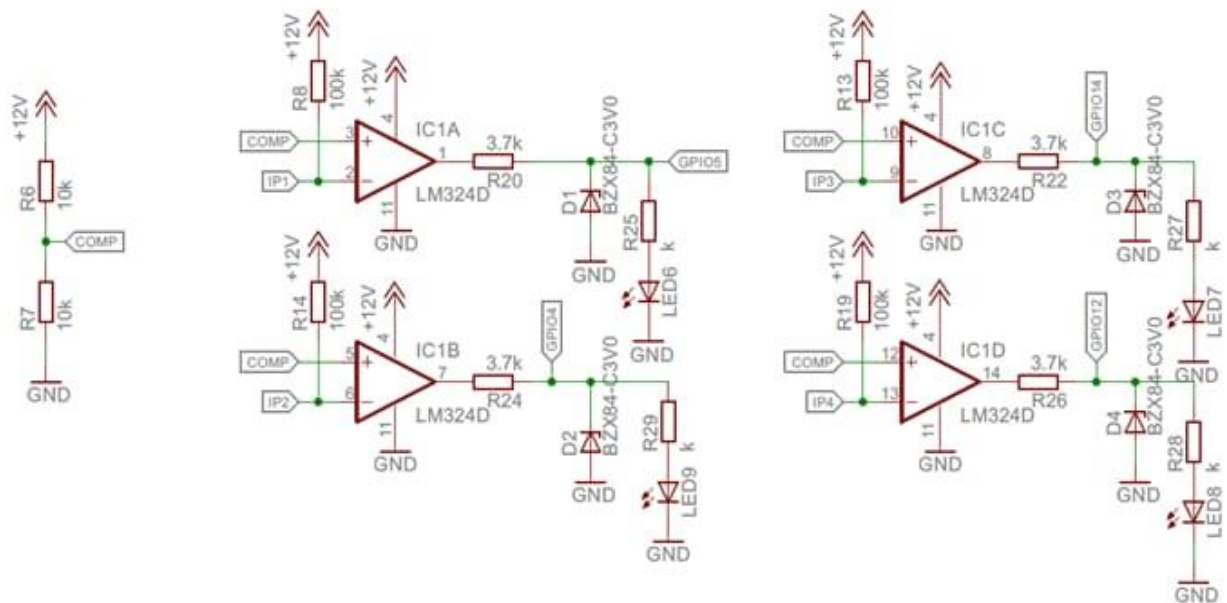 +12V
R6
10k
COMP
R7
10k
GND
+12V
R8
100k
+12V
COMP
IP1
3
2
4
11
1
IC1A
LM324D
GND
3.7k
R20
D1
BZX84-C3V0
GND
GPIO5
R25
k
LED6
GND
+12V
R14
100k
+12V
COMP
IP2
5
6
4
11
7
IC1B
LM324D
GND
3.7k
R24
GPIO4
D2
BZX84-C3V0
GND
R29
k
LED9
GND
+12V
R13
100k
+12V
COMP
IP3
10
9
4
11
8
IC1C
LM324D
GND
3.7k
R22
GPIO14
D3
BZX84-C3V0
GND
R27
k
LED7
GND
+12V
R19
100k
+12V
COMP
IP4
12
13
4
11
14
IC1D
LM324D
GND
3.7k
R26
GPIO12
D4
BZX84-C3V0
GND
R28
k
LED8
GND